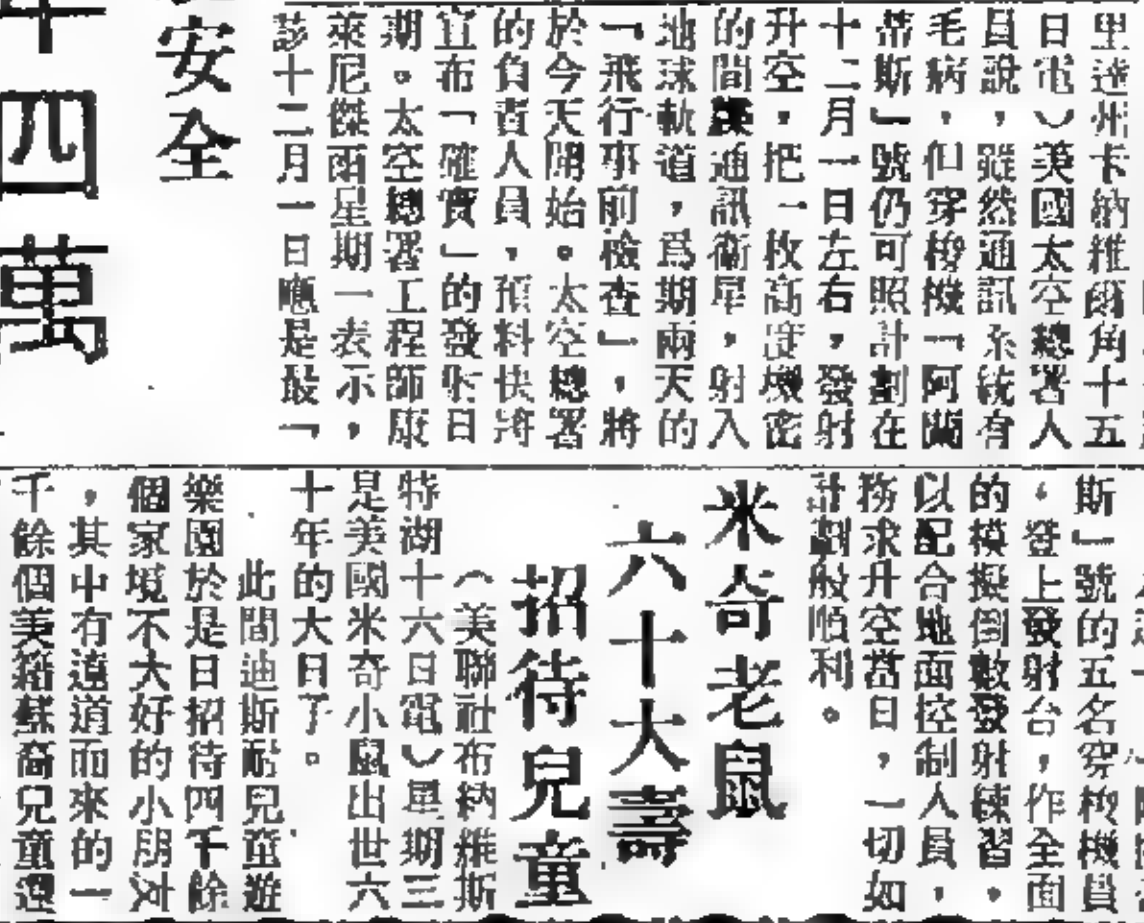 里達州卡納維爾角十五
日電)美國太空總署人
員說,雖然通訊系統有
毛病,但穿梭機「阿蘭
蒂斯」號仍可照計劃在
十二月一日左右,發射
升空,把一枚高度機密
的間諜通訊衛星,射入
地球軌道,爲期兩天的
「飛行事前檢查」,將
於今天開始。太空總署
的負責人員,預料快將
宣布「確實」的發射日
期。太空總署工程師康
萊尼傑爾星期一表示,
該十二月一日應是最「
安全
年四萬
斯」號的五名穿梭機員
,登上發射台,作全面
的模擬倒數發射練習,
以配合地面控制人員,
務求升空當日,一切如
計劃般順利。
米奇老鼠
六十大壽
招待兒童
(美聯社布納維斯
特湖十六日電)星期三
是美國米奇小鼠出世六
十年的大日子。
此間迪斯耐兒童遊
樂園於是日招待四千餘
個家境不大好的小朋友
,其中有遠道而來的一
千餘個美籍蘇裔兒童還